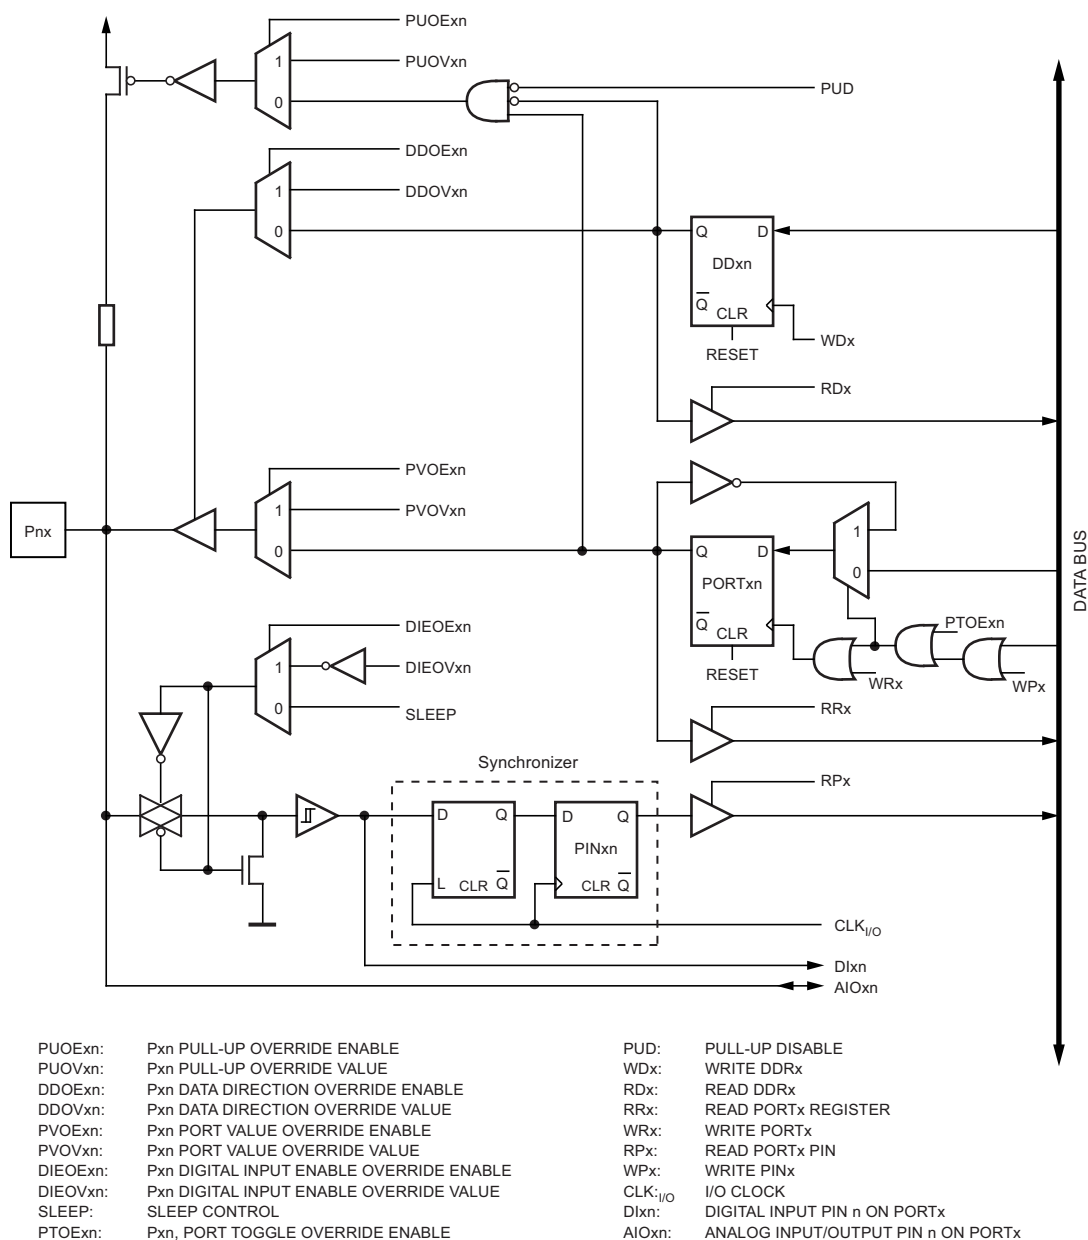 PUOExn
PUOVxn
1
0
PUD
DDOExn
DDOVxn
1
0
Q D
DDxn
Q
CLR
RESET
WDx
RDx
PVOExn
PVOVxn
1
0
Pnx
1
0
Q D
PORTxn
Q
CLR
RESET
PTOExn
WRx
WPx
DATA BUS
DIEOExn
DIEOVxn
1
0
SLEEP
RRx
Synchronizer
RPx
D Q
L CLR Q
D Q
PINxn
CLR Q
CLKI/O
DIxn
AIOxn
PUOExn: Pxn PULL-UP OVERRIDE ENABLE
PUOVxn: Pxn PULL-UP OVERRIDE VALUE
DDOExn: Pxn DATA DIRECTION OVERRIDE ENABLE
DDOVxn: Pxn DATA DIRECTION OVERRIDE VALUE
PVOExn: Pxn PORT VALUE OVERRIDE ENABLE
PVOVxn: Pxn PORT VALUE OVERRIDE VALUE
DIEOExn: Pxn DIGITAL INPUT ENABLE OVERRIDE ENABLE
DIEOVxn: Pxn DIGITAL INPUT ENABLE OVERRIDE VALUE
SLEEP: SLEEP CONTROL
PTOExn: Pxn, PORT TOGGLE OVERRIDE ENABLE
PUD: PULL-UP DISABLE
WDx: WRITE DDRx
RDx: READ DDRx
RRx: READ PORTx REGISTER
WRx: WRITE PORTx
RPx: READ PORTx PIN
WPx: WRITE PINx
CLK:I/O I/O CLOCK
DIxn: DIGITAL INPUT PIN n ON PORTx
AIOxn: ANALOG INPUT/OUTPUT PIN n ON PORTx